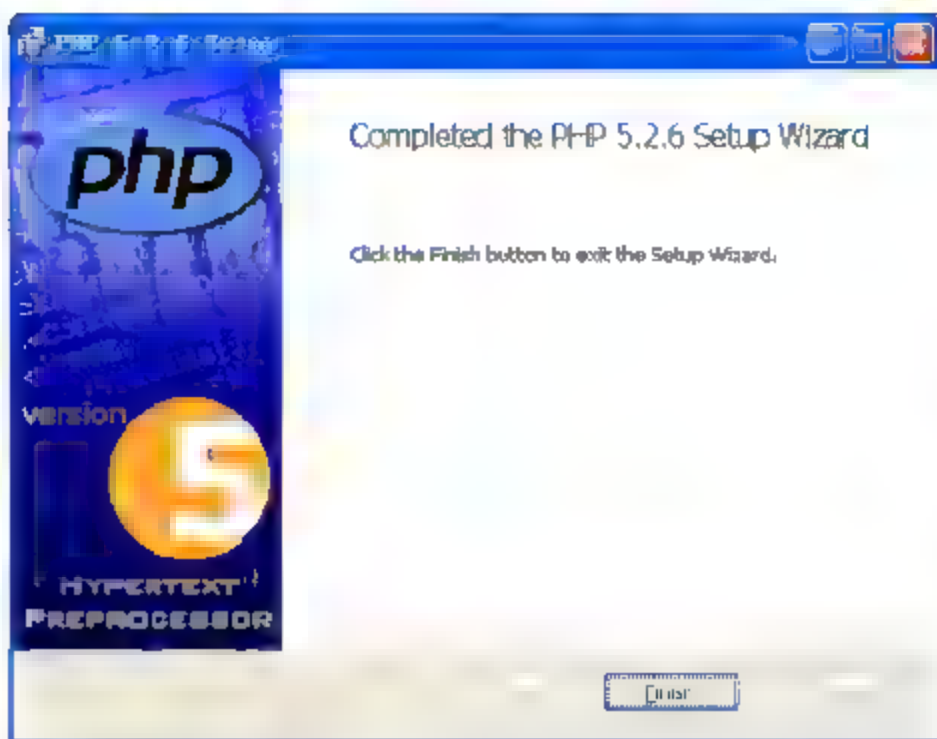 php
version
5
HYPERTEXT
PREPROCESSOR
Completed the PHP 5.2.6 Setup Wizard
Click the Finish button to exit the Setup Wizard.
Finish